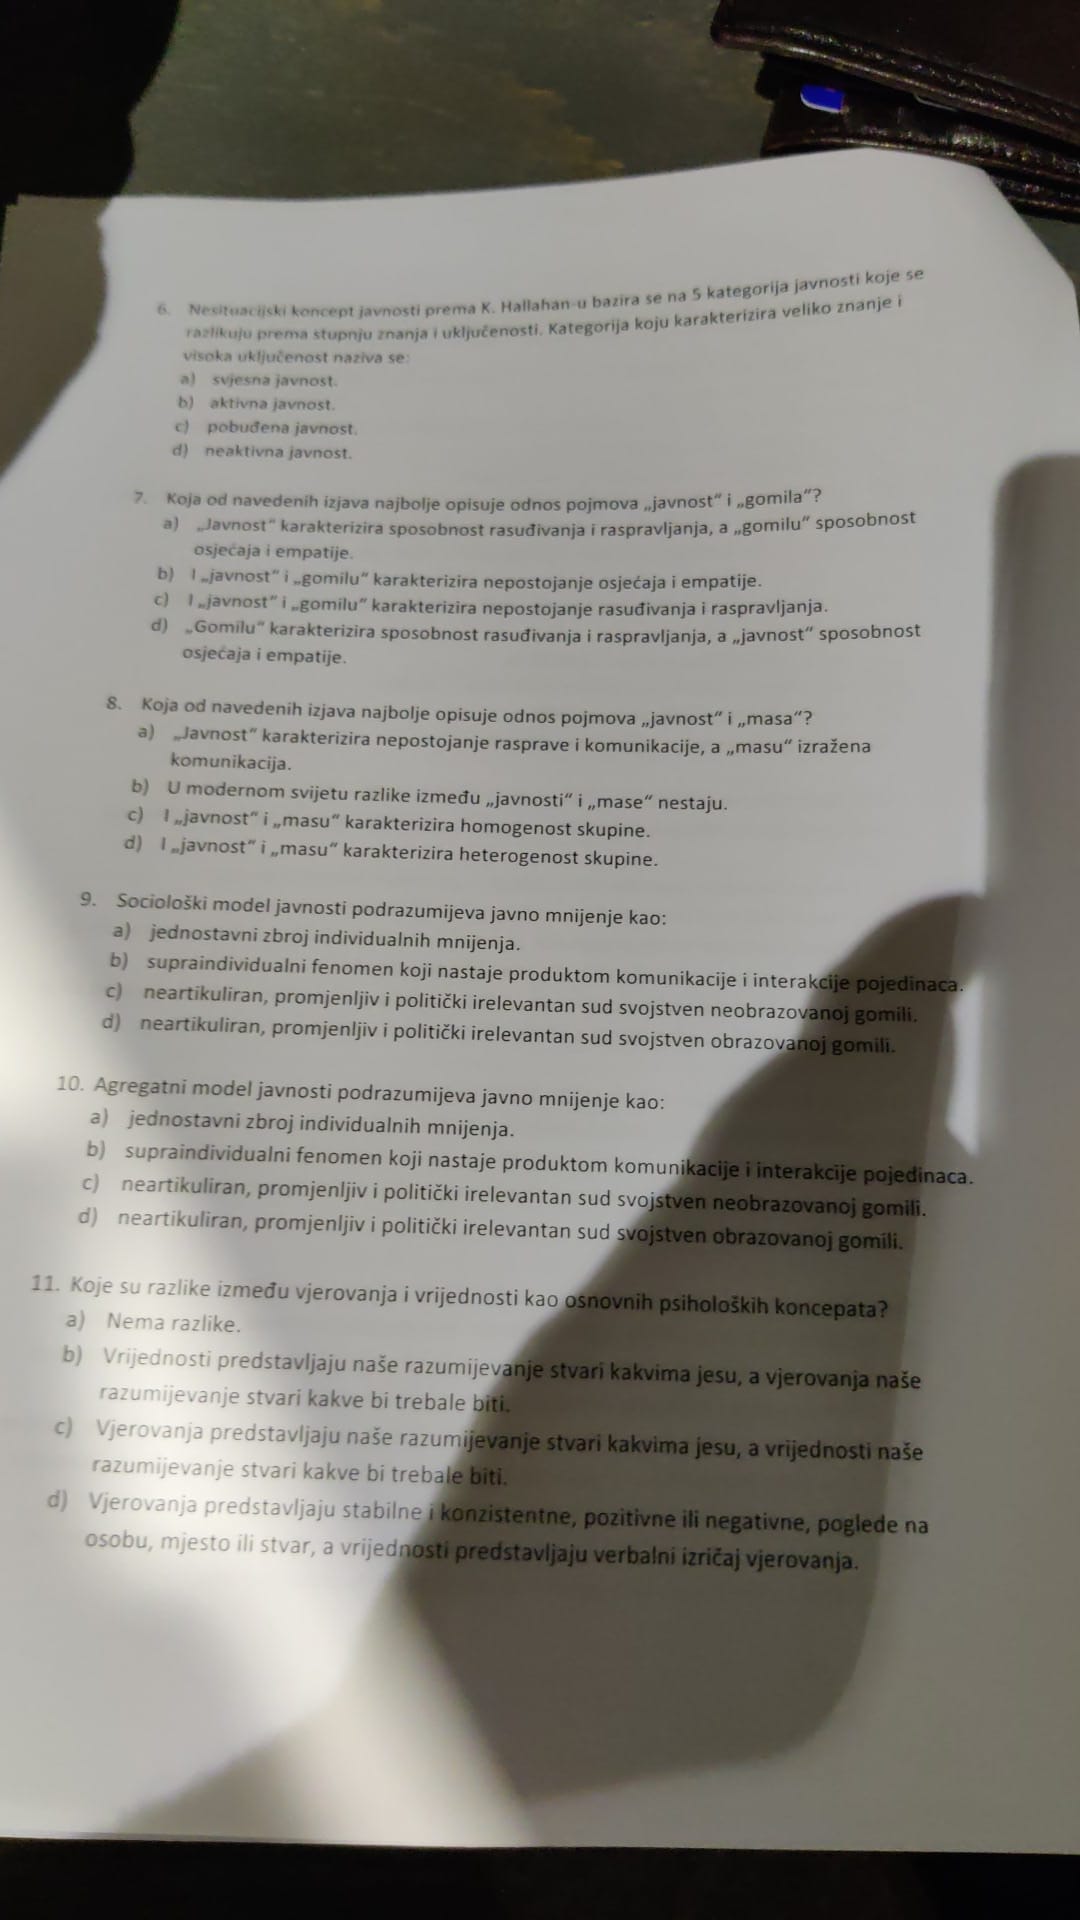 6. Nesituacijski koncept javnosti prema K. Hallahan-u bazira se na 5 kategorija javnosti koje se
razlikuju prema stupnju znanja i uključenosti. Kategorija koju karakterizira veliko znanje i
visoka uključenost naziva se:
a) svjesna javnost.
b) aktivna javnost.
c) pobuđena javnost.
d) neaktivna javnost.
7. Koja od navedenih izjava najbolje opisuje odnos pojmova „javnost“ i „gomila“?
a) „Javnost“ karakterizira sposobnost rasuđivanja i raspravljanja, a „gomilu“ sposobnost
osjećaja i empatije.
b) I „javnost“ i „gomilu“ karakterizira nepostojanje osjećaja i empatije.
c) I „javnost“ i „gomilu“ karakterizira nepostojanje rasuđivanja i raspravljanja.
d) „Gomilu“ karakterizira sposobnost rasuđivanja i raspravljanja, a „javnost“ sposobnost
osjećaja i empatije.
8. Koja od navedenih izjava najbolje opisuje odnos pojmova „javnost“ i „masa“?
a) „Javnost“ karakterizira nepostojanje rasprave i komunikacije, a „masu“ izražena
komunikacija.
b) U modernom svijetu razlike između „javnosti“ i „mase“ nestaju.
c) I „javnost“ i „masu“ karakterizira homogenost skupine.
d) I „javnost“ i „masu“ karakterizira heterogenost skupine.
9. Sociološki model javnosti podrazumijeva javno mnijenje kao:
a) jednostavni zbroj individualnih mnijenja.
b) supraindividualni fenomen koji nastaje produktom komunikacije i interakcije pojedinaca.
c) neartikuliran, promjenljiv i politički irelevantan sud svojstven neobrazovanoj gomili.
d) neartikuliran, promjenljiv i politički irelevantan sud svojstven obrazovanoj gomili.
10. Agregatni model javnosti podrazumijeva javno mnijenje kao:
a) jednostavni zbroj individualnih mnijenja.
b) supraindividualni fenomen koji nastaje produktom komunikacije i interakcije pojedinaca.
c) neartikuliran, promjenljiv i politički irelevantan sud svojstven neobrazovanoj gomili.
d) neartikuliran, promjenljiv i politički irelevantan sud svojstven obrazovanoj gomili.
11. Koje su razlike između vjerovanja i vrijednosti kao osnovnih psiholoških koncepata?
a) Nema razlike.
b) Vrijednosti predstavljaju naše razumijevanje stvari kakvima jesu, a vjerovanja naše
razumijevanje stvari kakve bi trebale biti.
c) Vjerovanja predstavljaju naše razumijevanje stvari kakvima jesu, a vrijednosti naše
razumijevanje stvari kakve bi trebale biti.
d) Vjerovanja predstavljaju stabilne i konzistentne, pozitivne ili negativne, poglede na
osobu, mjesto ili stvar, a vrijednosti predstavljaju verbalni izričaj vjerovanja.